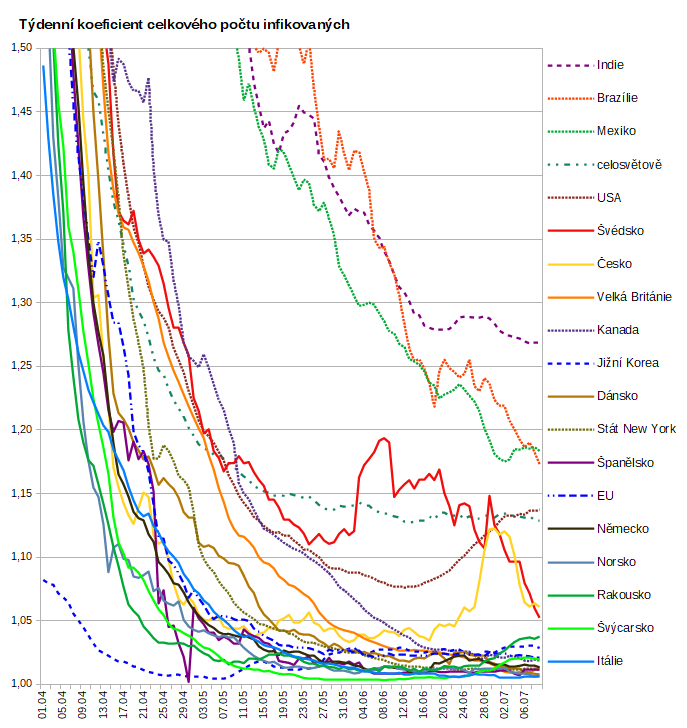 Týdenní koeficient celkového počtu infikovaných
1,50
1,45
1,40
1,35
1,30
1,25
1,20
1,15
1,10
1,05
1,00
01.04
05.04
09.04
13.04
17.04
21.04
25.04
29.04
03.05
07.05
11.05
15.05
19.05
23.05
27.05
31.05
04.06
08.06
12.06
16.06
20.06
24.06
28.06
02.07
06.07
Indie
Brazílie
Mexiko
celosvětově
USA
Švédsko
Česko
Velká Británie
Kanada
Jižní Korea
Dánsko
Stát New York
Španělsko
EU
Německo
Norsko
Rakousko
Švýcarsko
Itálie